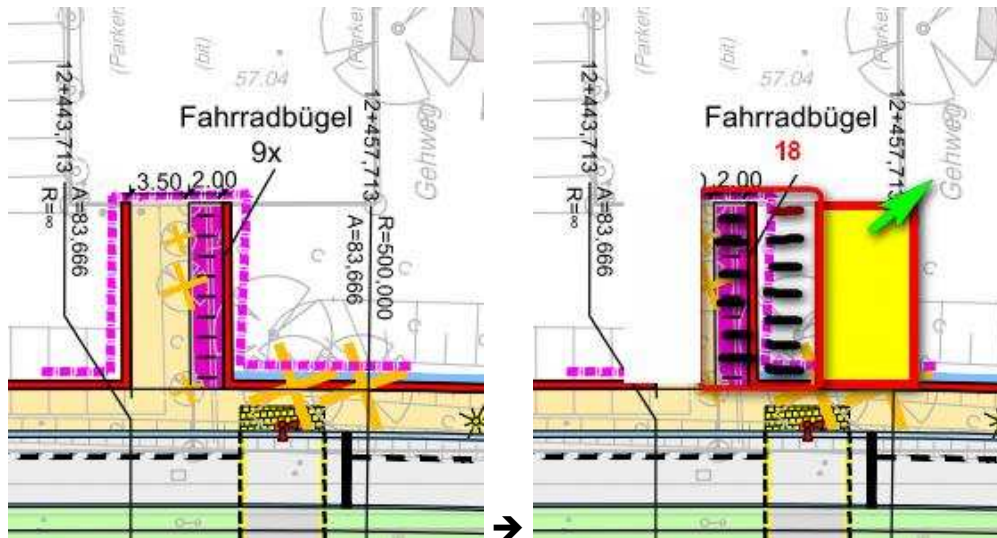 (Parken
(bit)
57.04
(Parken
Gehweg
12+443,713
A=83,666
R=∞
Fahrradbügel
9x
3.50
2.00
12+457,713
R=500,000
A=83,666
➔
(Parken
(bit)
57.04
(Parken
Gehweg
12+443,713
A=83,666
R=∞
Fahrradbügel
18
2.00
12+457,713